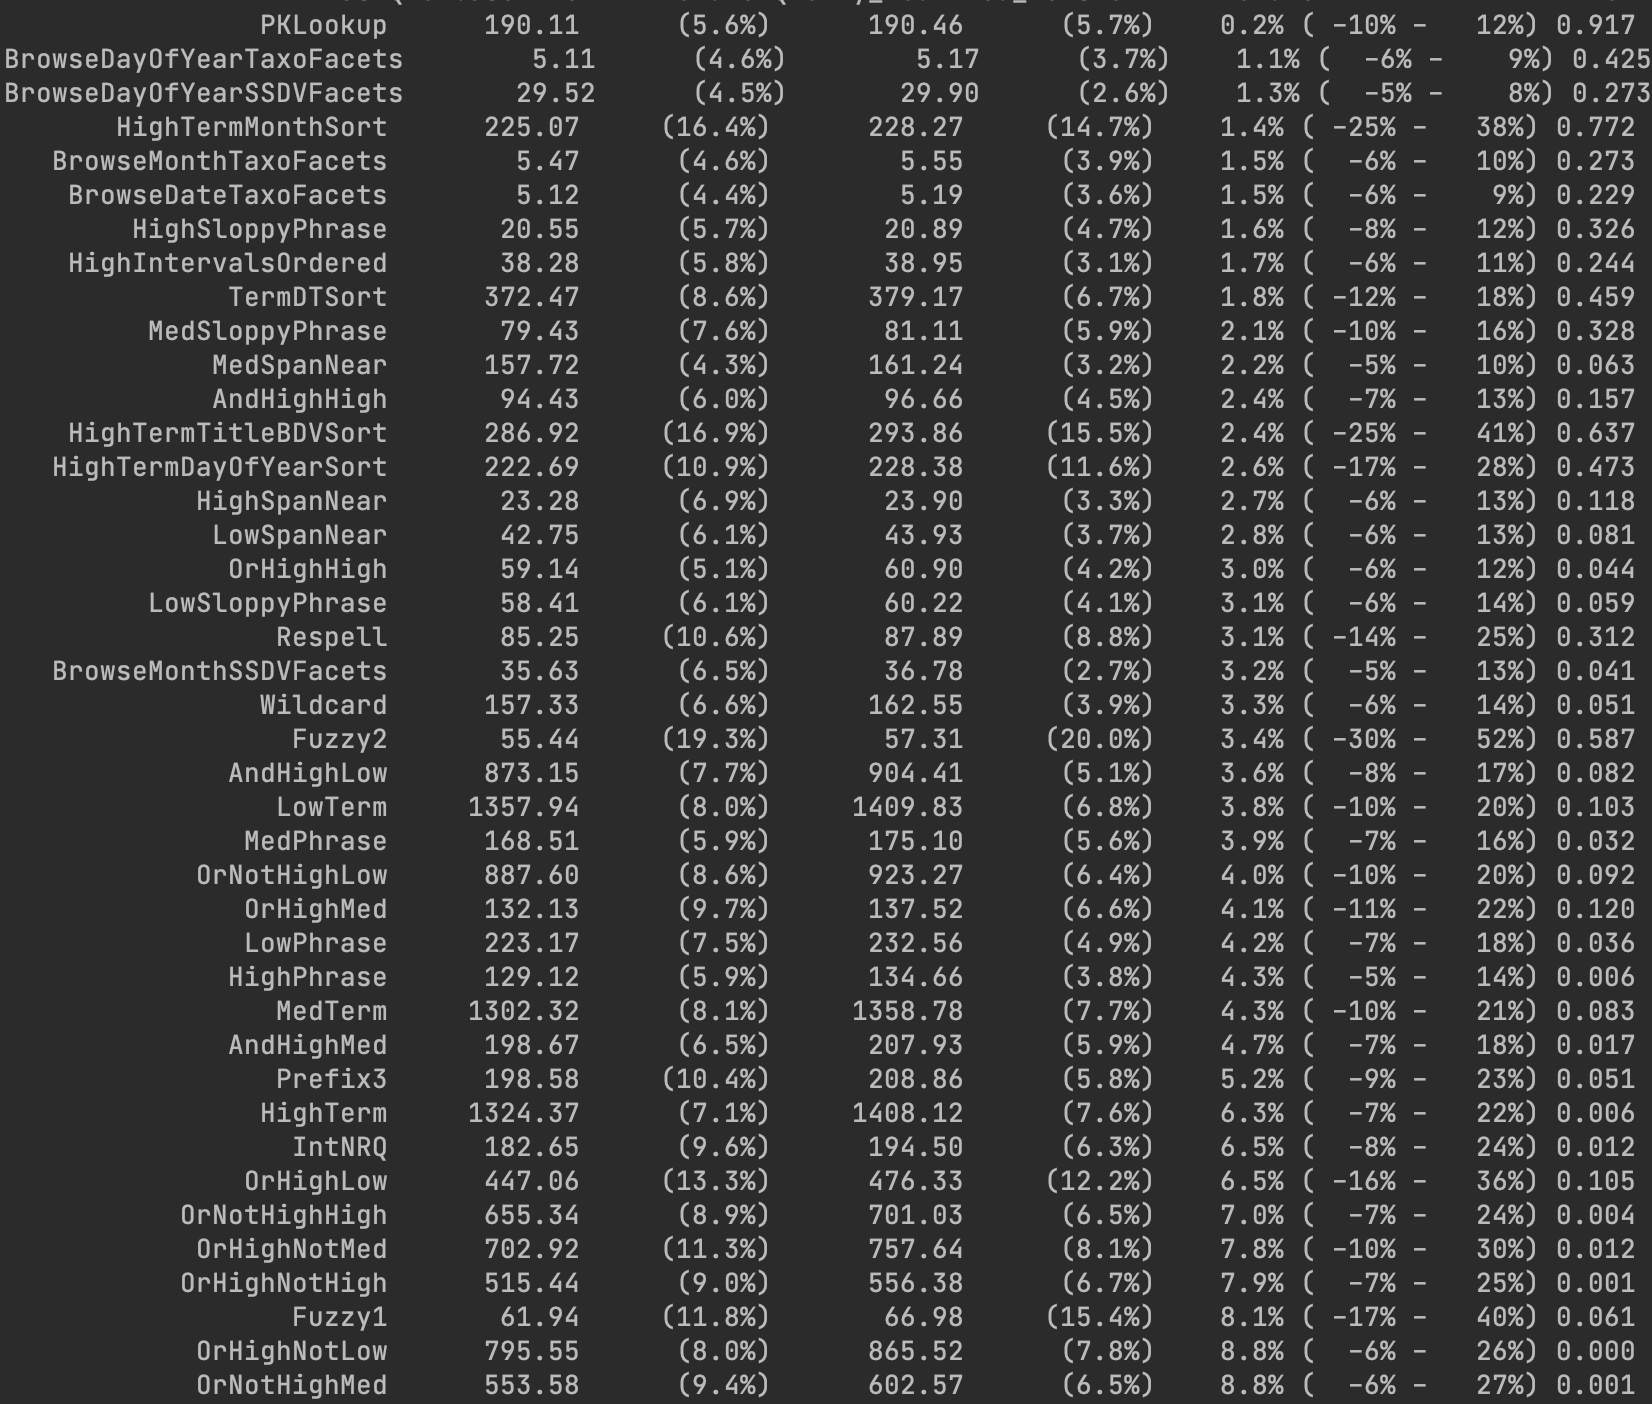 PKLookup 190.11 (5.6%) 190.46 (5.7%) 0.2% ( -10% - 12%) 0.917
BrowseDayOfYearTaxoFacets 5.11 (4.6%) 5.17 (3.7%) 1.1% ( -6% - 9%) 0.425
BrowseDayOfYearSSDVFacets 29.52 (4.5%) 29.90 (2.6%) 1.3% ( -5% - 8%) 0.273
HighTermMonthSort 225.07 (16.4%) 228.27 (14.7%) 1.4% ( -25% - 38%) 0.772
BrowseMonthTaxoFacets 5.47 (4.6%) 5.55 (3.9%) 1.5% ( -6% - 10%) 0.273
BrowseDateTaxoFacets 5.12 (4.4%) 5.19 (3.6%) 1.5% ( -6% - 9%) 0.229
HighSloppyPhrase 20.55 (5.7%) 20.89 (4.7%) 1.6% ( -8% - 12%) 0.326
HighIntervalsOrdered 38.28 (5.8%) 38.95 (3.1%) 1.7% ( -6% - 11%) 0.244
TermDTSort 372.47 (8.6%) 379.17 (6.7%) 1.8% ( -12% - 18%) 0.459
MedSloppyPhrase 79.43 (7.6%) 81.11 (5.9%) 2.1% ( -10% - 16%) 0.328
MedSpanNear 157.72 (4.3%) 161.24 (3.2%) 2.2% ( -5% - 10%) 0.063
AndHighHigh 94.43 (6.0%) 96.66 (4.5%) 2.4% ( -7% - 13%) 0.157
HighTermTitleBDVSort 286.92 (16.9%) 293.86 (15.5%) 2.4% ( -25% - 41%) 0.637
HighTermDayOfYearSort 222.69 (10.9%) 228.38 (11.6%) 2.6% ( -17% - 28%) 0.473
HighSpanNear 23.28 (6.9%) 23.90 (3.3%) 2.7% ( -6% - 13%) 0.118
LowSpanNear 42.75 (6.1%) 43.93 (3.7%) 2.8% ( -6% - 13%) 0.081
OrHighHigh 59.14 (5.1%) 60.90 (4.2%) 3.0% ( -6% - 12%) 0.044
LowSloppyPhrase 58.41 (6.1%) 60.22 (4.1%) 3.1% ( -6% - 14%) 0.059
Respell 85.25 (10.6%) 87.89 (8.8%) 3.1% ( -14% - 25%) 0.312
BrowseMonthSSDVFacets 35.63 (6.5%) 36.78 (2.7%) 3.2% ( -5% - 13%) 0.041
Wildcard 157.33 (6.6%) 162.55 (3.9%) 3.3% ( -6% - 14%) 0.051
Fuzzy2 55.44 (19.3%) 57.31 (20.0%) 3.4% ( -30% - 52%) 0.587
AndHighLow 873.15 (7.7%) 904.41 (5.1%) 3.6% ( -8% - 17%) 0.082
LowTerm 1357.94 (8.0%) 1409.83 (6.8%) 3.8% ( -10% - 20%) 0.103
MedPhrase 168.51 (5.9%) 175.10 (5.6%) 3.9% ( -7% - 16%) 0.032
OrNotHighLow 887.60 (8.6%) 923.27 (6.4%) 4.0% ( -10% - 20%) 0.092
OrHighMed 132.13 (9.7%) 137.52 (6.6%) 4.1% ( -11% - 22%) 0.120
LowPhrase 223.17 (7.5%) 232.56 (4.9%) 4.2% ( -7% - 18%) 0.036
HighPhrase 129.12 (5.9%) 134.66 (3.8%) 4.3% ( -5% - 14%) 0.006
MedTerm 1302.32 (8.1%) 1358.78 (7.7%) 4.3% ( -10% - 21%) 0.083
AndHighMed 198.67 (6.5%) 207.93 (5.9%) 4.7% ( -7% - 18%) 0.017
Prefix3 198.58 (10.4%) 208.86 (5.8%) 5.2% ( -9% - 23%) 0.051
HighTerm 1324.37 (7.1%) 1408.12 (7.6%) 6.3% ( -7% - 22%) 0.006
IntNRQ 182.65 (9.6%) 194.50 (6.3%) 6.5% ( -8% - 24%) 0.012
OrHighLow 447.06 (13.3%) 476.33 (12.2%) 6.5% ( -16% - 36%) 0.105
OrNotHighHigh 655.34 (8.9%) 701.03 (6.5%) 7.0% ( -7% - 24%) 0.004
OrHighNotMed 702.92 (11.3%) 757.64 (8.1%) 7.8% ( -10% - 30%) 0.012
OrHighNotHigh 515.44 (9.0%) 556.38 (6.7%) 7.9% ( -7% - 25%) 0.001
Fuzzy1 61.94 (11.8%) 66.98 (15.4%) 8.1% ( -17% - 40%) 0.061
OrHighNotLow 795.55 (8.0%) 865.52 (7.8%) 8.8% ( -6% - 26%) 0.000
OrNotHighMed 553.58 (9.4%) 602.57 (6.5%) 8.8% ( -6% - 27%) 0.001